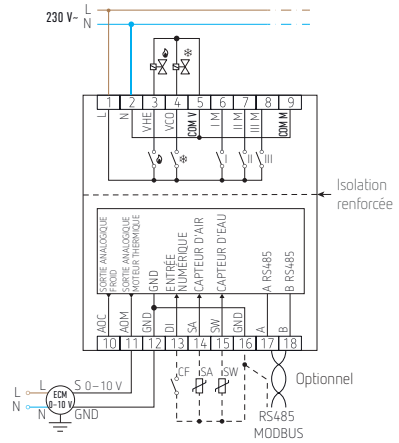 230 V~
L
N
1 2 3 4 5 6 7 8 9
L
N
VHE
VCO
COM V
I M
II M
III M
COM M
I
II
III
Isolation
renforcée
SORTIE ANALOGIQUE
FROID
SORTIE ANALOGIQUE
MOTEUR THERMIQUE
GND
ENTRÉE
NUMÉRIQUE
CAPTEUR D'AIR
CAPTEUR D'EAU
A RS485
B RS485
AOC
AOM
GND
DI
SA
SW
GND
A
B
10 11 12 13 14 15 16 17 18
L
N
L
N
ECM
0-10 V
S 0-10 V
GND
CF
SA
SW
Optionnel
RS485
MODBUS